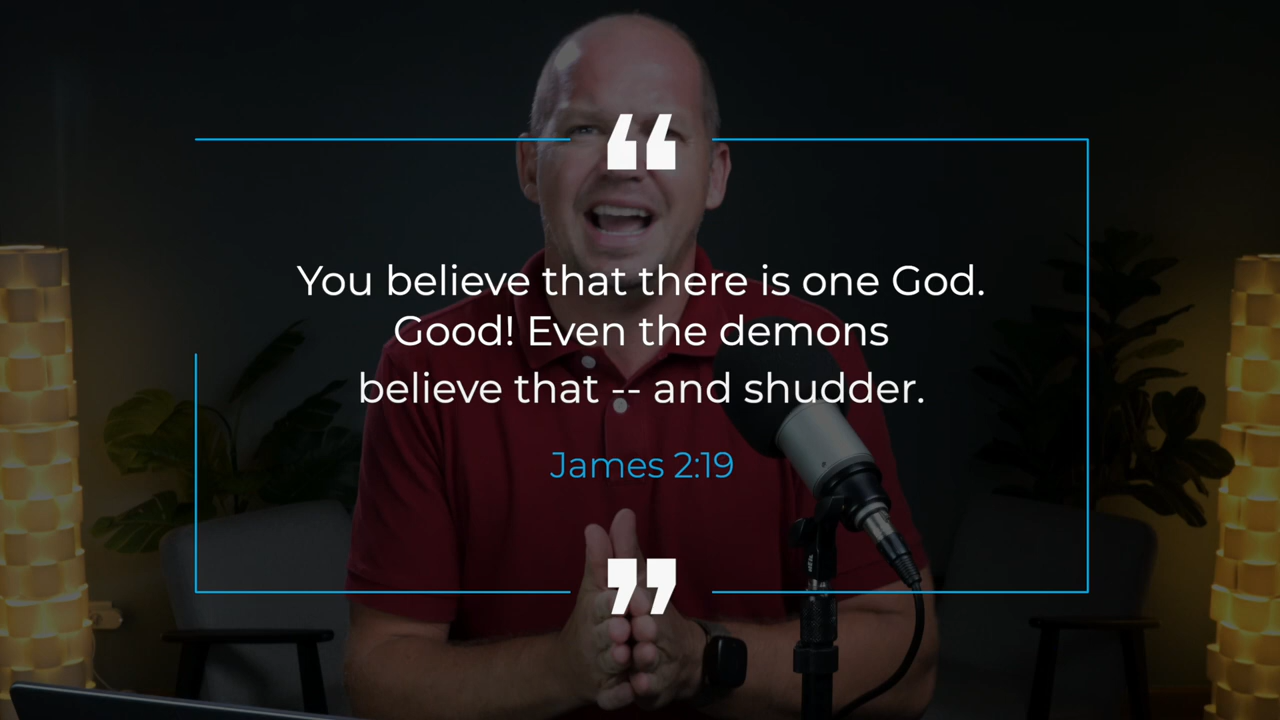 “
You believe that there is one God.
Good! Even the demons
believe that -- and shudder.
James 2:19
”